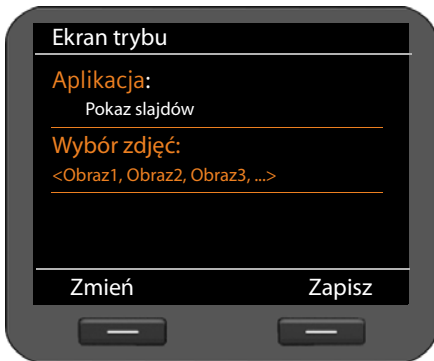 Ekran trybu
Aplikacja:
Pokaz slajdów
Wybór zdjęć:
<Obraz1, Obraz2, Obraz3, ...>
Zmień Zapisz